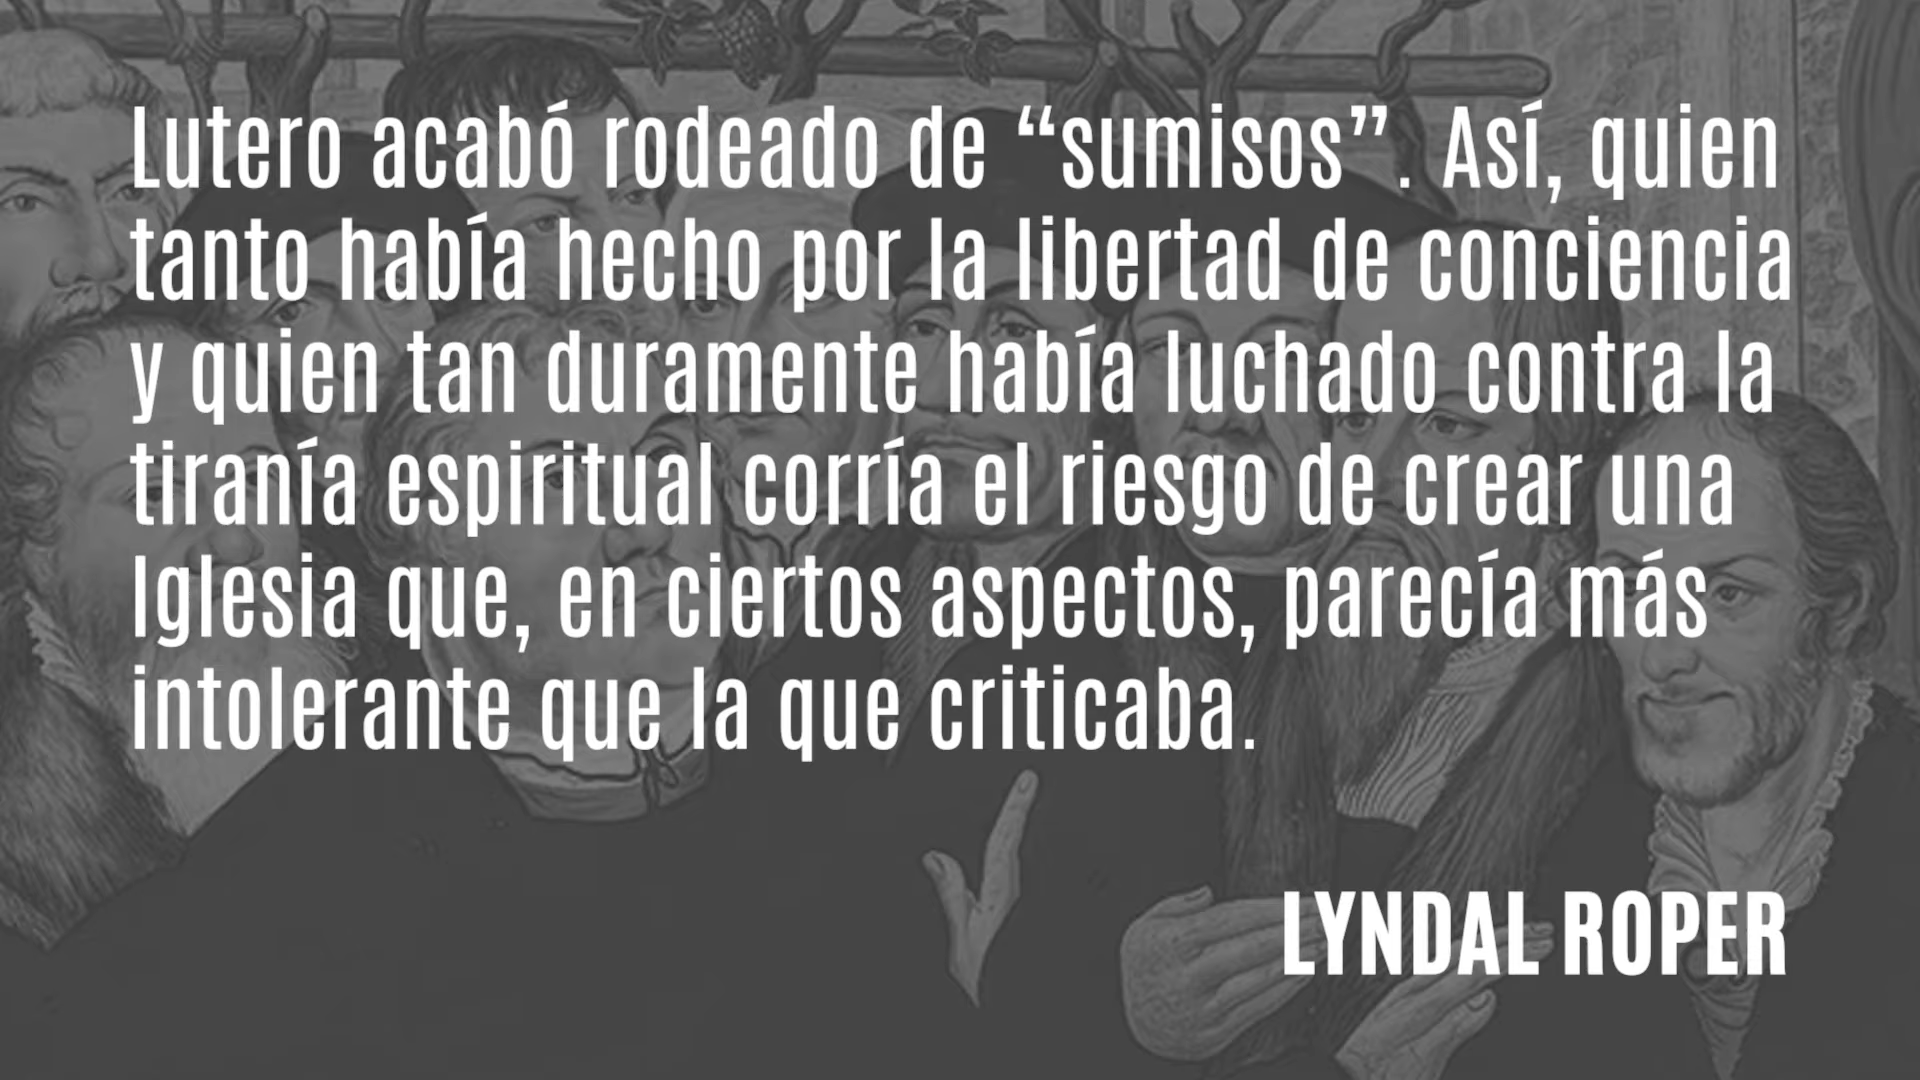 Lutero acabó rodeado de “sumisos”. Así, quien
tanto había hecho por la libertad de conciencia
y quien tan duramente había luchado contra la
tiranía espiritual corría el riesgo de crear una
Iglesia que, en ciertos aspectos, parecía más
intolerante que la que criticaba.
LYNDAL ROPER